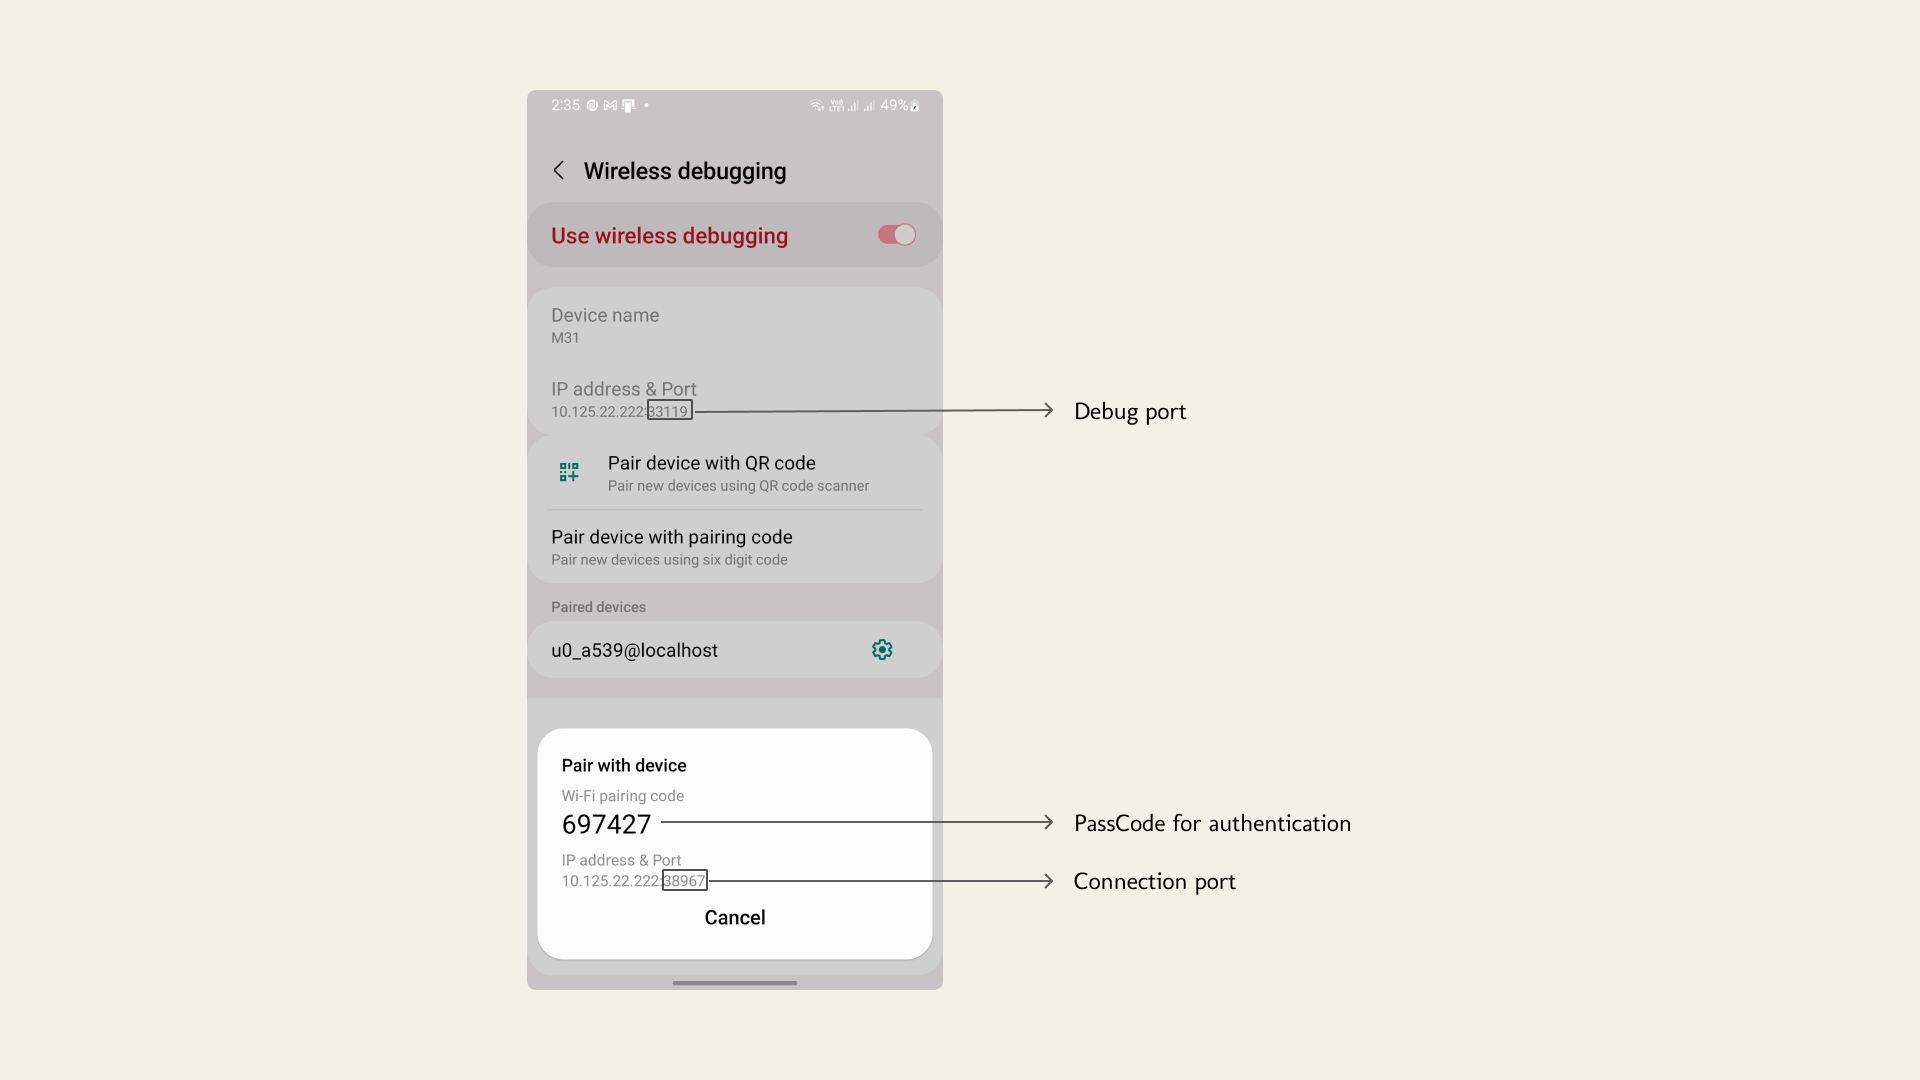 2:35 49%
Wireless debugging
Use wireless debugging
Device name
M31
IP address & Port
10.125.22.222:33119
Debug port
Pair device with QR code
Pair new devices using QR code scanner
Pair device with pairing code
Pair new devices using six digit code
Paired devices
u0_a539@localhost
Pair with device
Wi-Fi pairing code
697427
PassCode for authentication
IP address & Port
10.125.22.222:38967
Connection port
Cancel